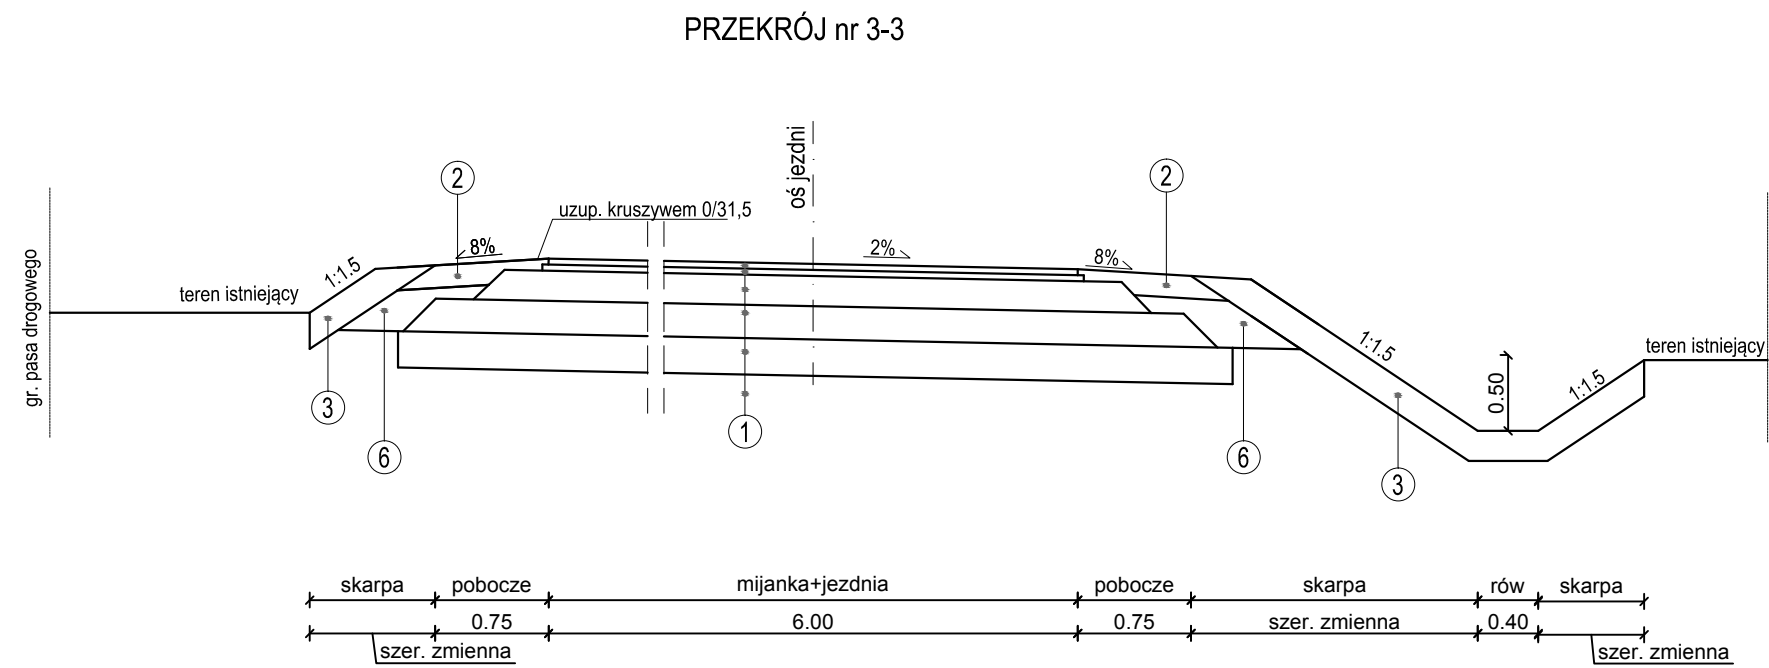 PRZEKRÓJ nr 3-3
oś jezdni
2
2
uzup. kruszywem 0/31,5
8%
2%
8%
1:1.5
gr. pasa drogowego
teren istniejący
1:1.5
teren istniejący
0.50
1:1.5
3
6
1
6
3
skarpa
pobocze
mijanka+jezdnia
pobocze
skarpa
rów
skarpa
0.75
6.00
0.75
szer. zmienna
0.40
szer. zmienna
szer. zmienna